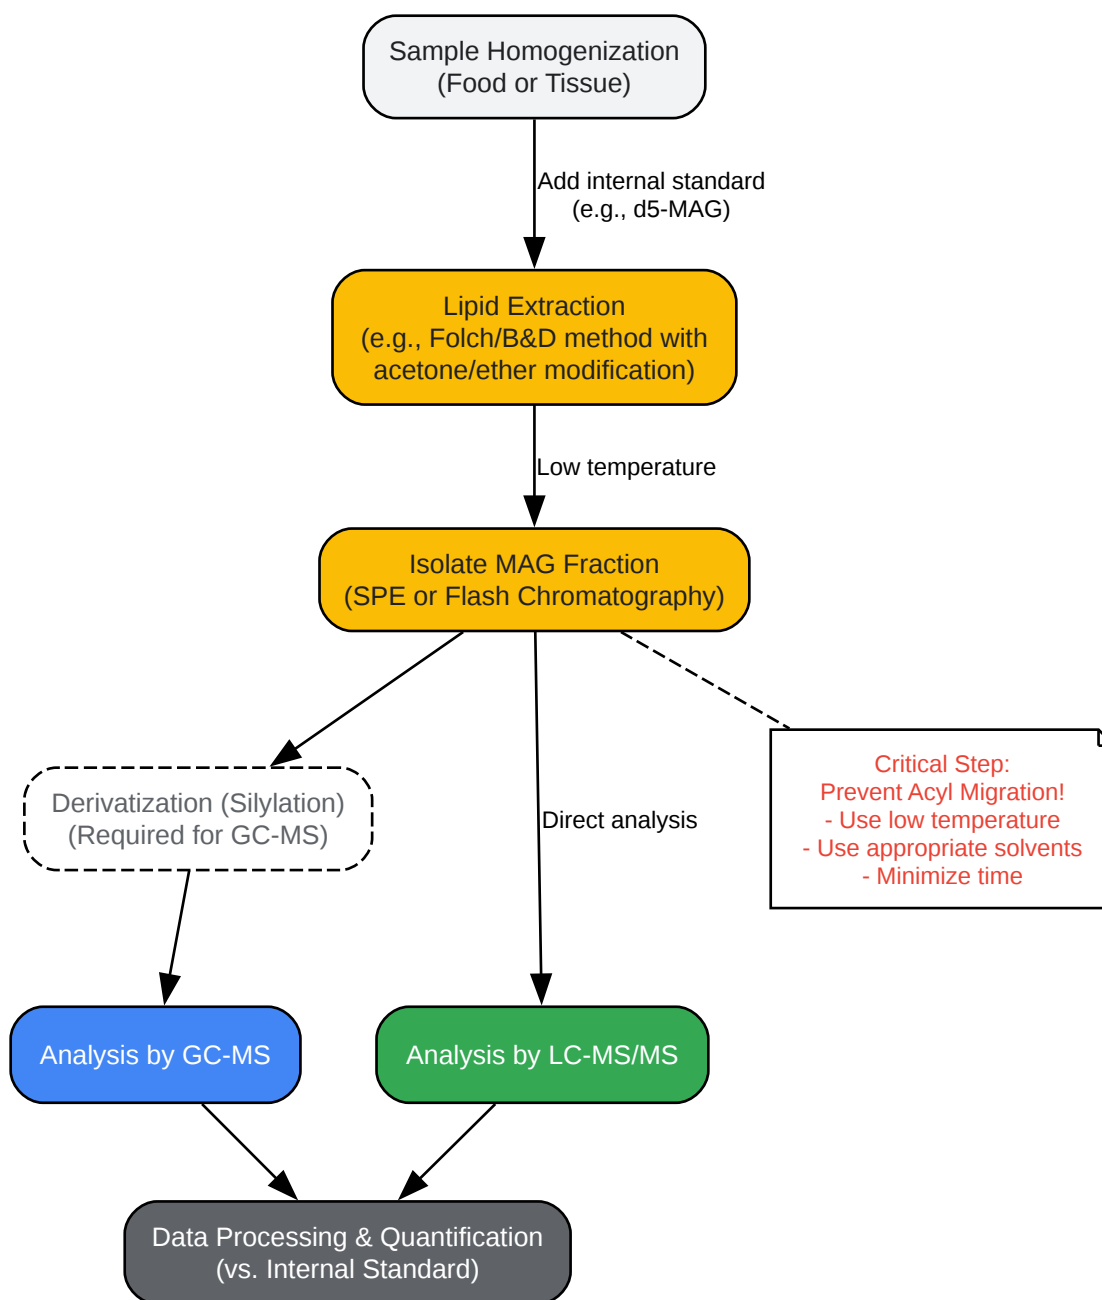 Sample Homogenization
(Food or Tissue)
Add internal standard
(e.g., d5-MAG)
Lipid Extraction
(e.g., Folch/B&D method with
acetone/ether modification)
Low temperature
Isolate MAG Fraction
(SPE or Flash Chromatography)
Derivatization (Silylation)
(Required for GC-MS)
Direct analysis
Critical Step:
Prevent Acyl Migration!
- Use low temperature
- Use appropriate solvents
- Minimize time
Analysis by GC-MS
Analysis by LC-MS/MS
Data Processing & Quantification
(vs. Internal Standard)